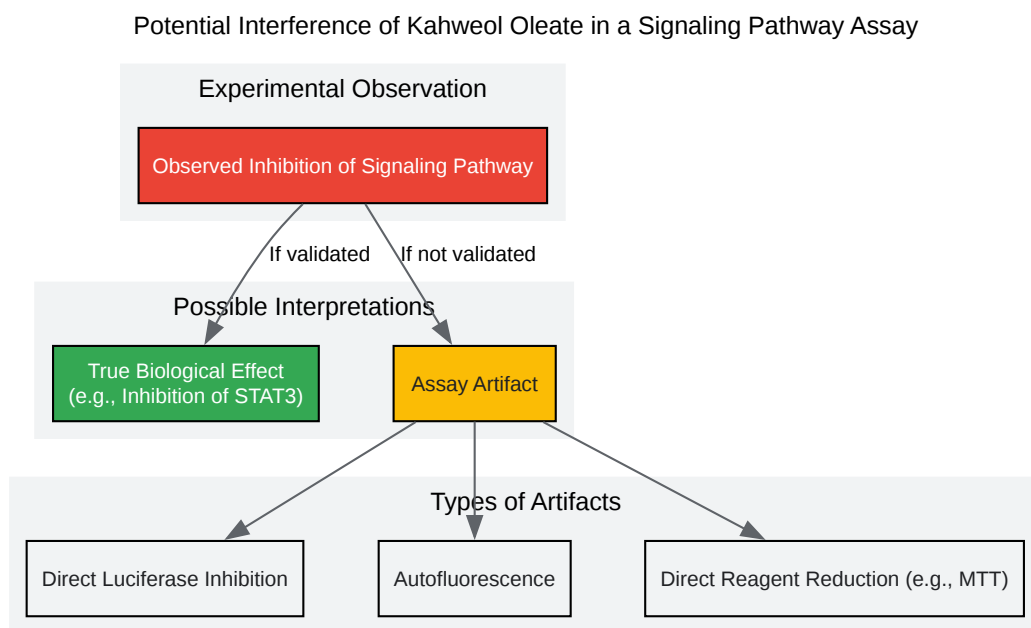 Potential Interference of Kahweol Oleate in a Signaling Pathway Assay
Experimental Observation
Observed Inhibition of Signaling Pathway
If validated
If not validated
Possible Interpretations
True Biological Effect
(e.g., Inhibition of STAT3)
Assay Artifact
Types of Artifacts
Direct Luciferase Inhibition
Autofluorescence
Direct Reagent Reduction (e.g., MTT)